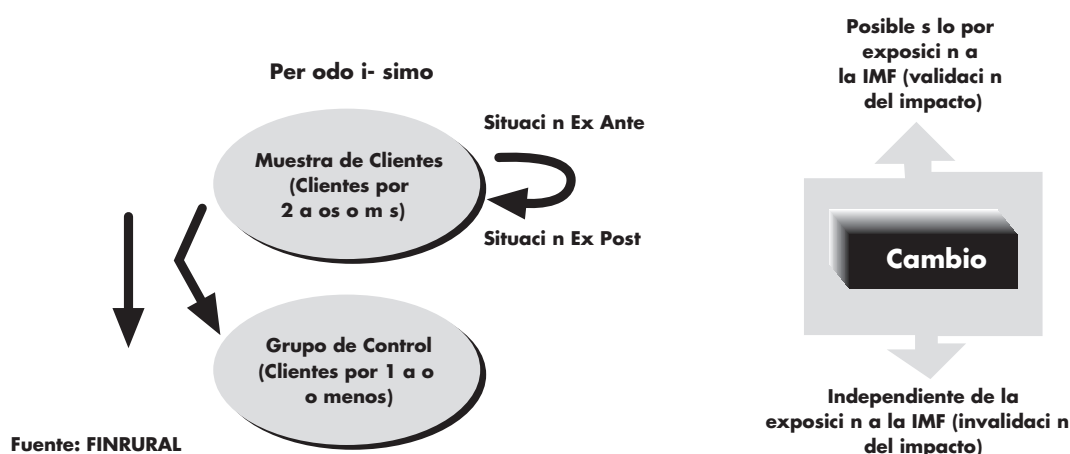 Per odo i- simo
Situaci n Ex Ante
Muestra de Clientes
(Clientes por
2 a os o m s)
Situaci n Ex Post
Grupo de Control
(Clientes por 1 a o
o menos)
Fuente: FINRURAL
Posible s lo por
exposici n a
la IMF (validaci n
del impacto)
Cambio
Independiente de la
exposici n a la IMF (invalidaci n
del impacto)